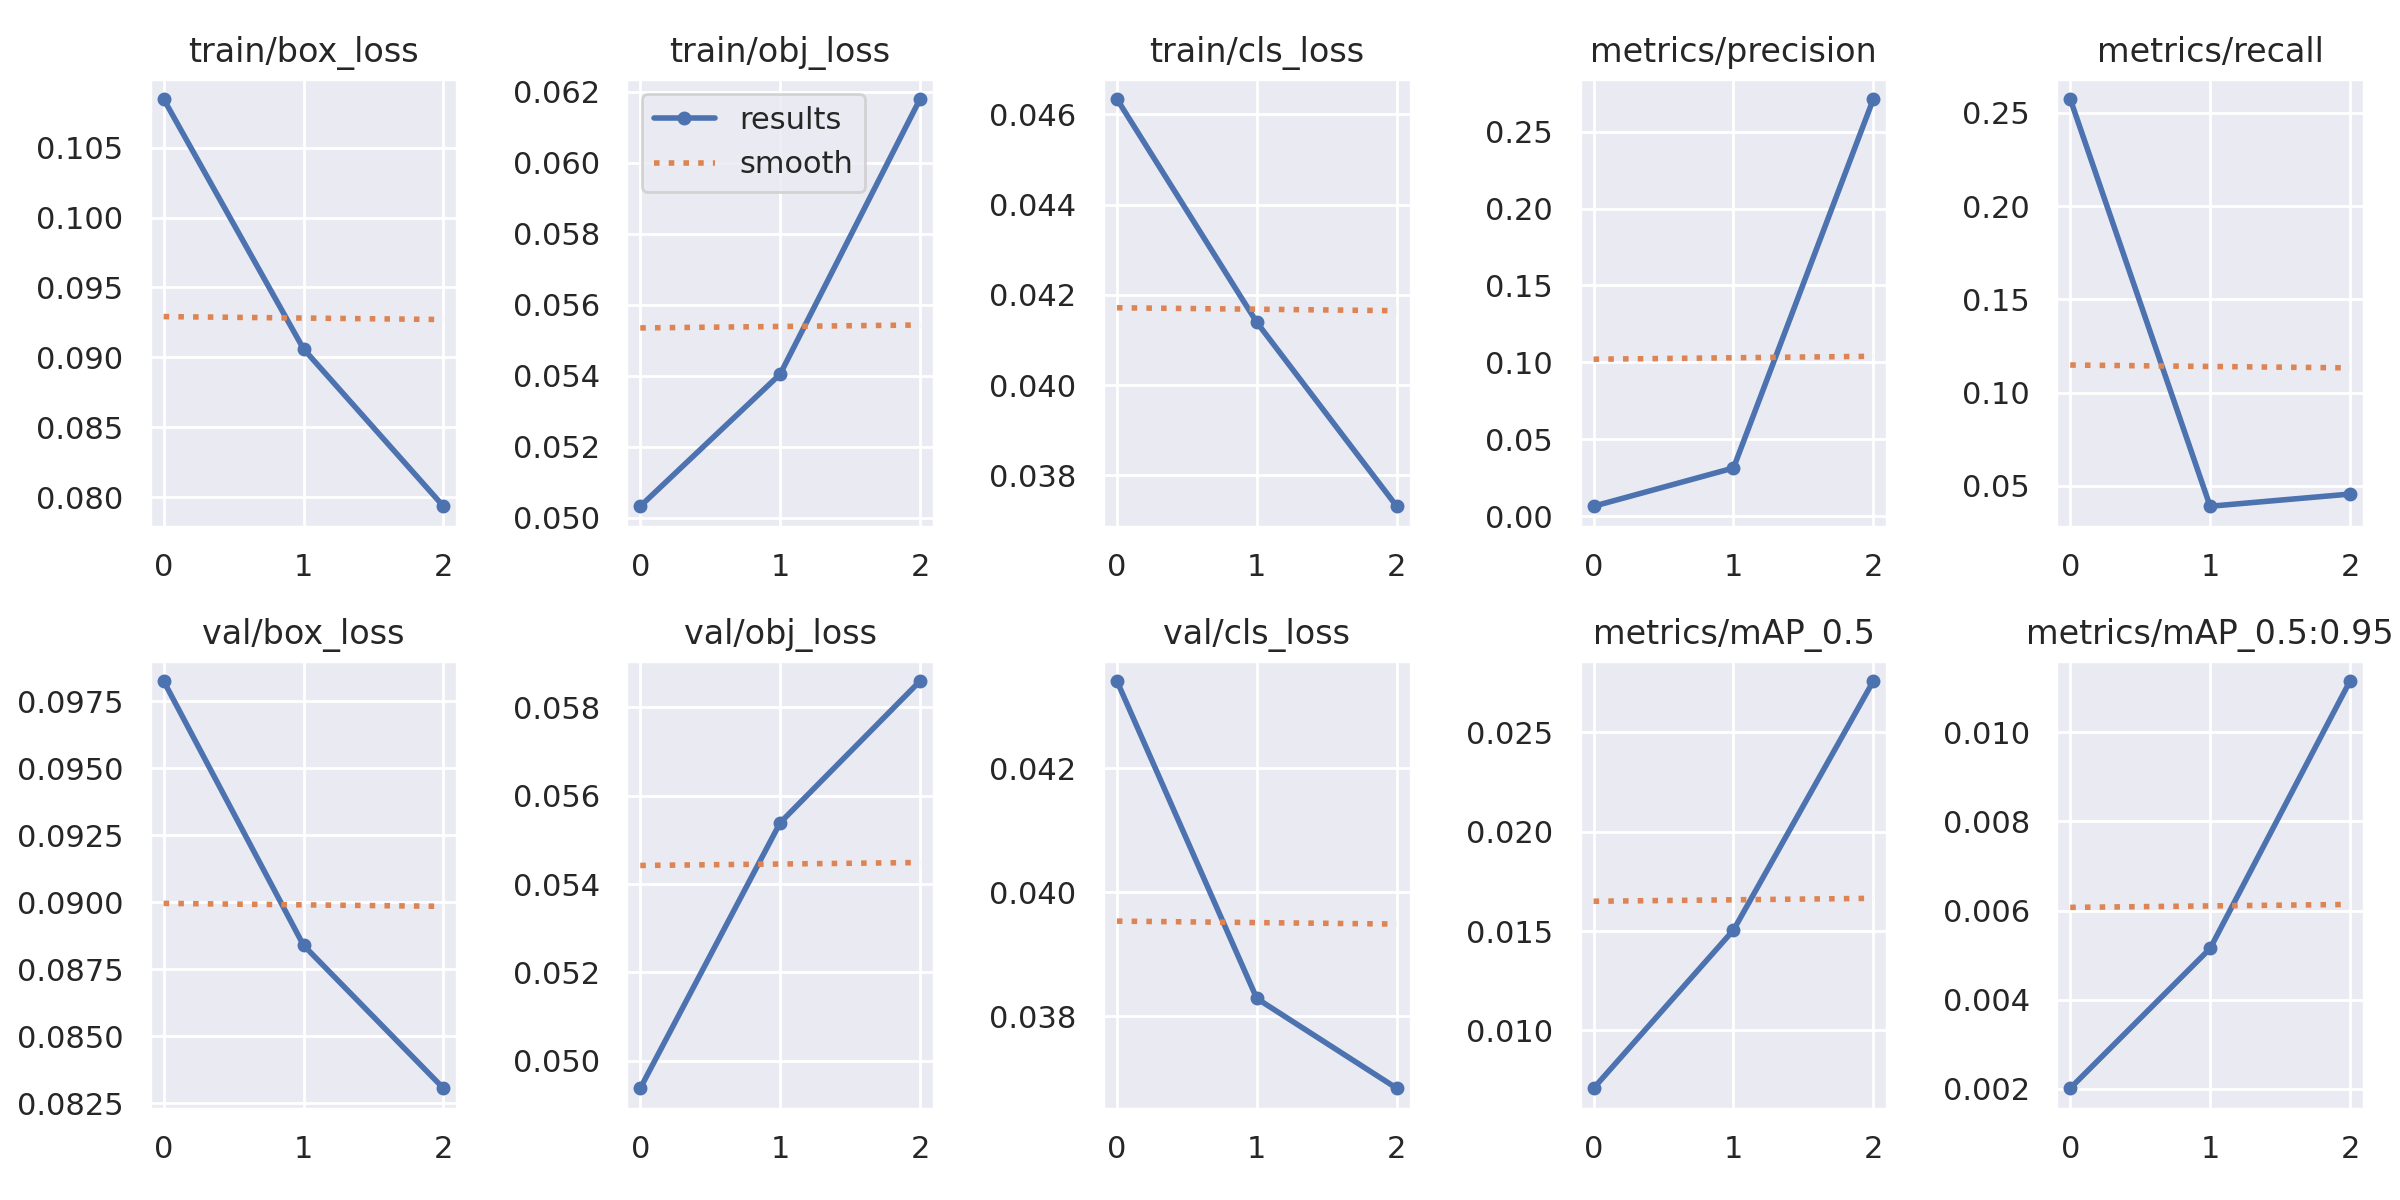 train/box_loss
0.105
0.100
0.095
0.090
0.085
0.080
0 1 2
train/obj_loss
results
smooth
0.062
0.060
0.058
0.056
0.054
0.052
0.050
0 1 2
train/cls_loss
0.046
0.044
0.042
0.040
0.038
0 1 2
metrics/precision
0.25
0.20
0.15
0.10
0.05
0.00
0 1 2
metrics/recall
0.25
0.20
0.15
0.10
0.05
0 1 2
val/box_loss
0.0975
0.0950
0.0925
0.0900
0.0875
0.0850
0.0825
0 1 2
val/obj_loss
0.058
0.056
0.054
0.052
0.050
0 1 2
val/cls_loss
0.042
0.040
0.038
0 1 2
metrics/mAP_0.5
0.025
0.020
0.015
0.010
0 1 2
metrics/mAP_0.5:0.95
0.010
0.008
0.006
0.004
0.002
0 1 2